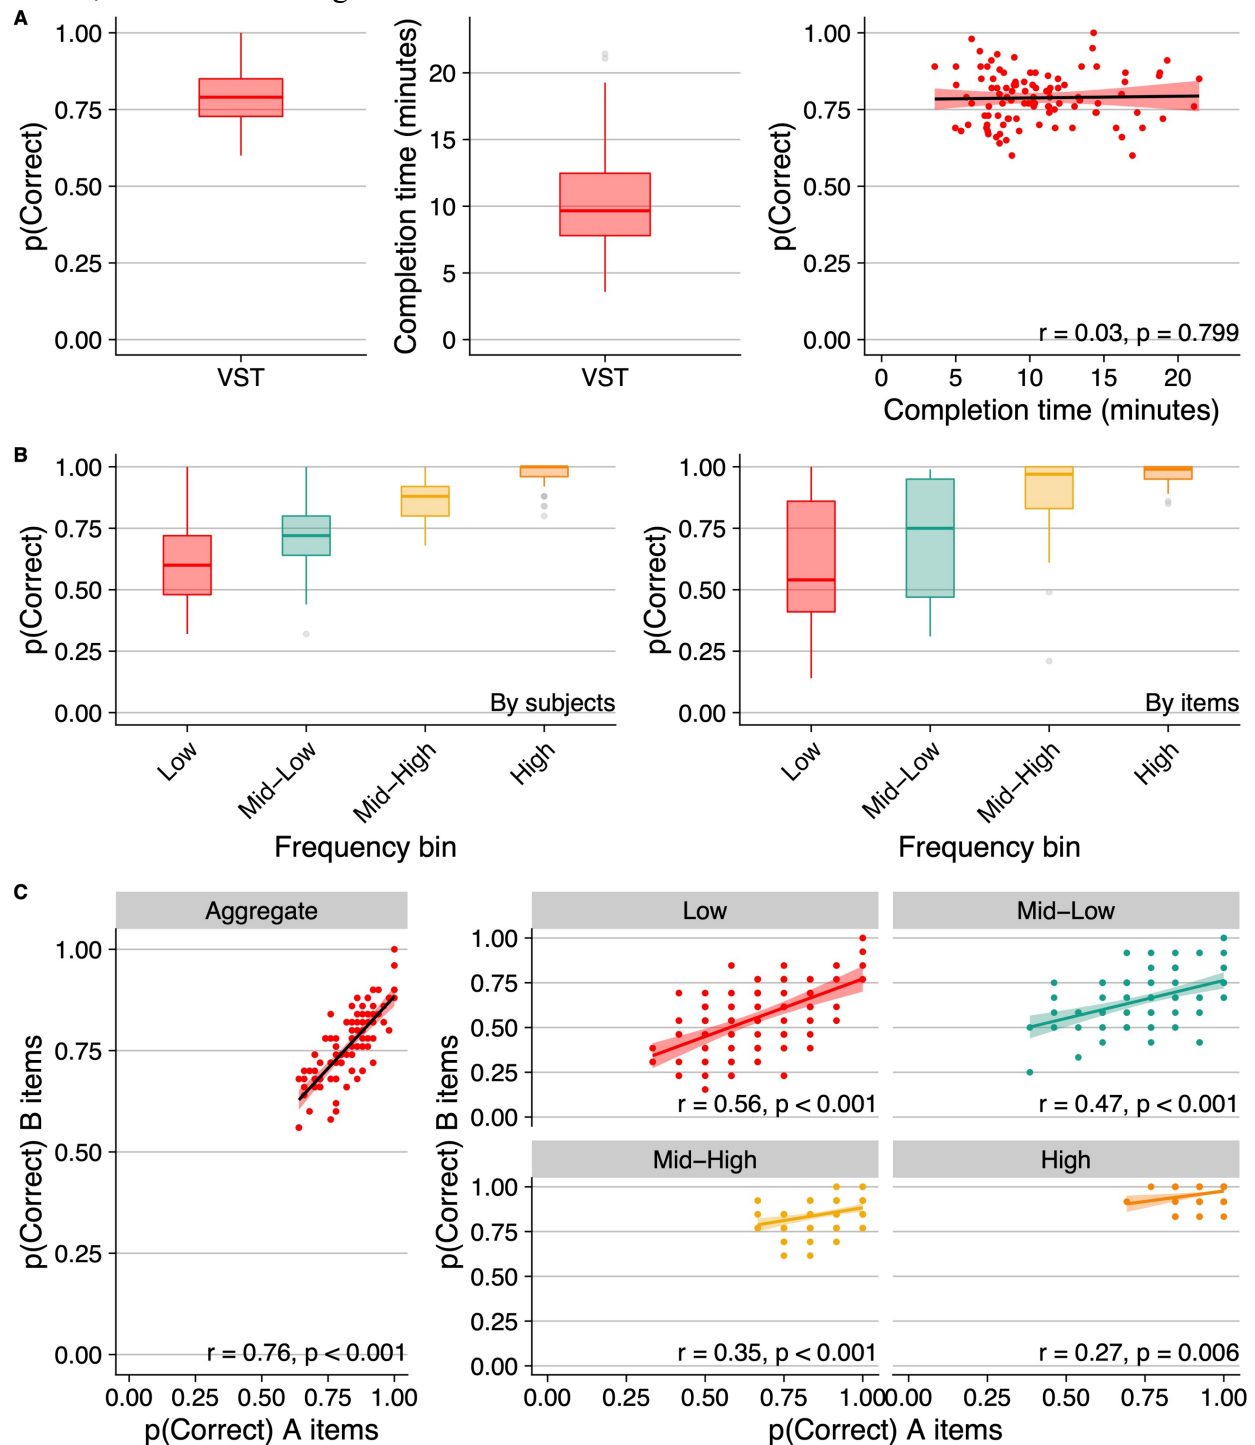 A
p(Correct)
1.00
0.75
0.50
0.25
0.00
VST
Completion time (minutes)
20
15
10
5
0
VST
p(Correct)
1.00
0.75
0.50
0.25
0.00
r = 0.03, p = 0.799
0 5 10 15 20
Completion time (minutes)
B
p(Correct)
1.00
0.75
0.50
0.25
0.00
By subjects
Low Mid−Low Mid−High High
Frequency bin
p(Correct)
1.00
0.75
0.50
0.25
0.00
By items
Low Mid−Low Mid−High High
Frequency bin
C
Aggregate
p(Correct) B items
1.00
0.75
0.50
0.25
0.00
r = 0.76, p < 0.001
0.00 0.25 0.50 0.75 1.00
p(Correct) A items
p(Correct) B items
Low
1.00
0.75
0.50
0.25
0.00
r = 0.56, p < 0.001
Mid−Low
r = 0.47, p < 0.001
Mid−High
1.00
0.75
0.50
0.25
0.00
r = 0.35, p < 0.001
High
r = 0.27, p = 0.006
0.00 0.25 0.50 0.75 1.00
0.00 0.25 0.50 0.75 1.00
p(Correct) A items